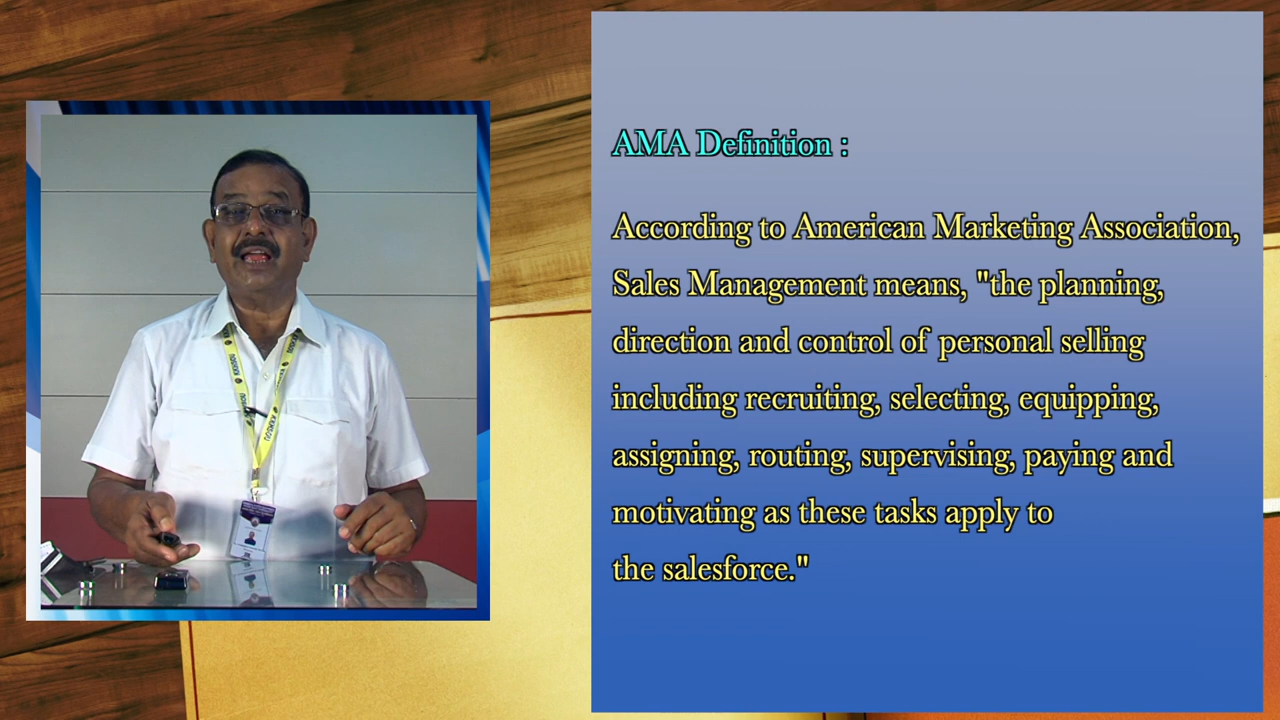 AMA Definition :
According to American Marketing Association,
Sales Management means, "the planning,
direction and control of personal selling
including recruiting, selecting, equipping,
assigning, routing, supervising, paying and
motivating as these tasks apply to
the salesforce."